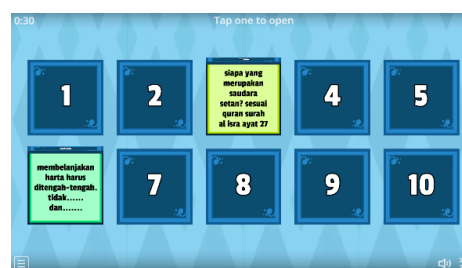 0:30
Tap one to open
1
2
siapa yang
merupakan
saudara
setan? sesuai
quran surah
al isra ayat 27
4
5
membelanjakan
harta harus
ditengah-tengah.
tidak......
dan.......
7
8
9
10